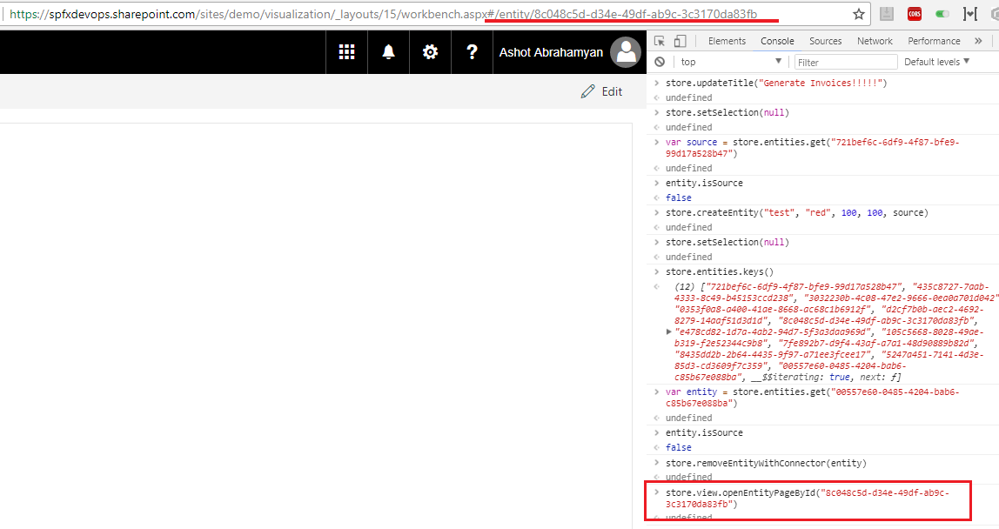 https://spfxdevops.sharepoint.com/sites/demo/visualization/_layouts/15/workbench.aspx#/entity/8c048c5d-d34e-49df-ab9c-3c3170da83fb
CORS
Ashot Abrahamyan
Edit
Elements Console Sources Network Performance »
top Filter Default levels
store.updateTitle("Generate Invoices!!!!!")
undefined
store.setSelection(null)
undefined
var source = store.entities.get("721bef6c-6df9-4f87-bfe9-
99d17a528b47")
undefined
entity.isSource
false
store.createEntity("test", "red", 100, 100, source)
undefined
store.setSelection(null)
undefined
store.entities.keys()
(12) ["721bef6c-6df9-4f87-bfe9-99d17a528b47", "435c8727-7aab-
4333-8c49-b45153ccd238", "3032230b-4c08-47e2-9666-0ea0a701d042"
"0353f0a8-a400-41ae-8668-ac68c1b6912f", "d2cf7b0b-aec2-4692-
8279-14aaf51d3d1d", "8c048c5d-d34e-49df-ab9c-3c3170da83fb",
"e478cd82-1d7a-4ab2-94d7-5f3a3daa969d", "105c5668-8028-49ae-
b319-f2e52344c9b8", "7fe892b7-d9f4-43af-a7a1-48d90889b82d",
"8435dd2b-2b64-4435-9f97-a71ee3fcee17", "5247a451-7141-4d3e-
85d3-cd3609f7c359", "00557e60-0485-4204-bab6-
c85b67e088ba", __$$iterating: true, next: ƒ]
var entity = store.entities.get("00557e60-0485-4204-bab6-
c85b67e088ba")
undefined
entity.isSource
false
store.removeEntityWithConnector(entity)
undefined
store.view.openEntityPageById("8c048c5d-d34e-49df-ab9c-
3c3170da83fb")
undefined